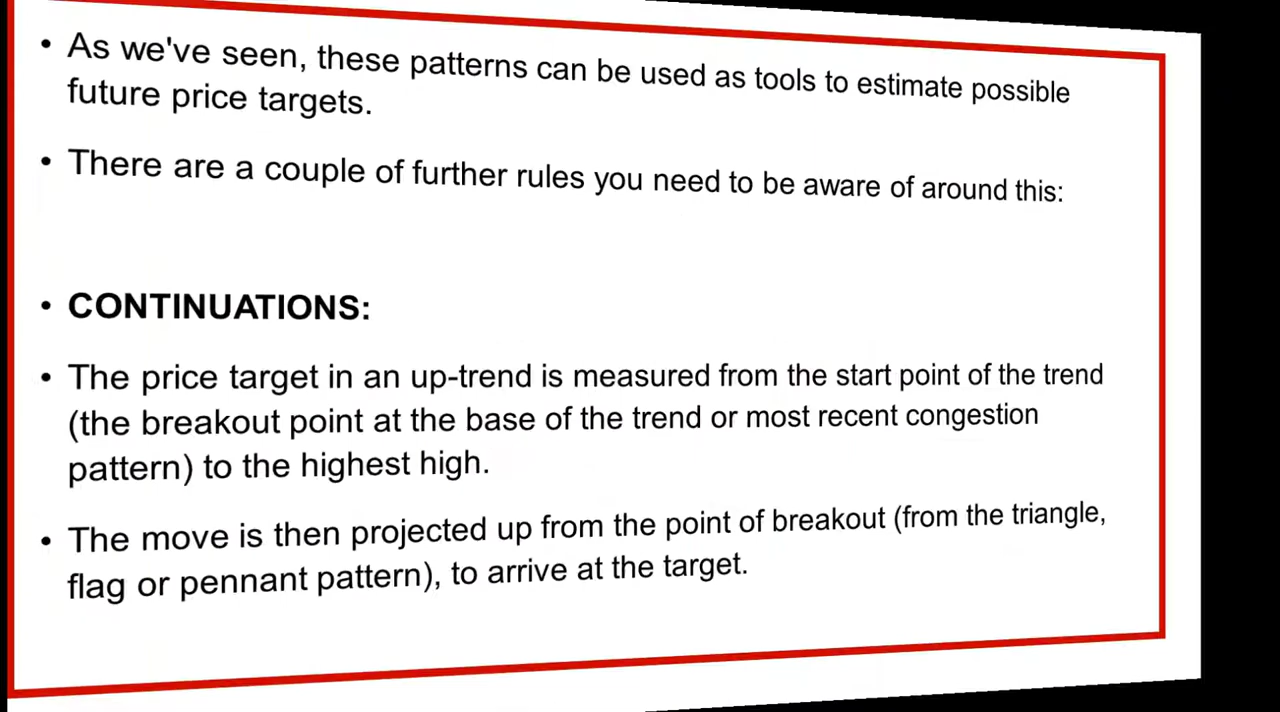 • As we've seen, these patterns can be used as tools to estimate possible
future price targets.
• There are a couple of further rules you need to be aware of around this:
• CONTINUATIONS:
• The price target in an up-trend is measured from the start point of the trend
(the breakout point at the base of the trend or most recent congestion
pattern) to the highest high.
• The move is then projected up from the point of breakout (from the triangle,
flag or pennant pattern), to arrive at the target.